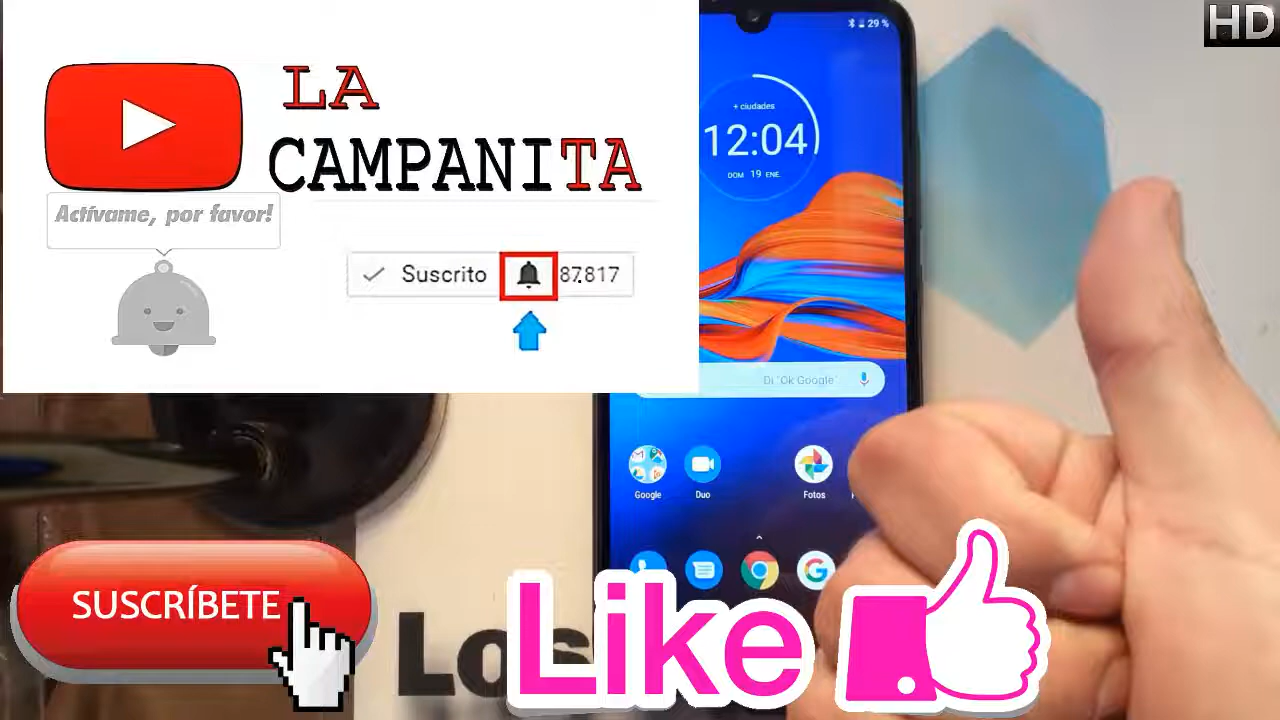 LA
CAMPANITA
Actívame, por favor!
Suscrito 87.817
HD
29 %
+ ciudades
12:04
DOM 19 ENE.
Di "Ok Google"
Google Duo Fotos
SUSCRÍBETE
Los
Like